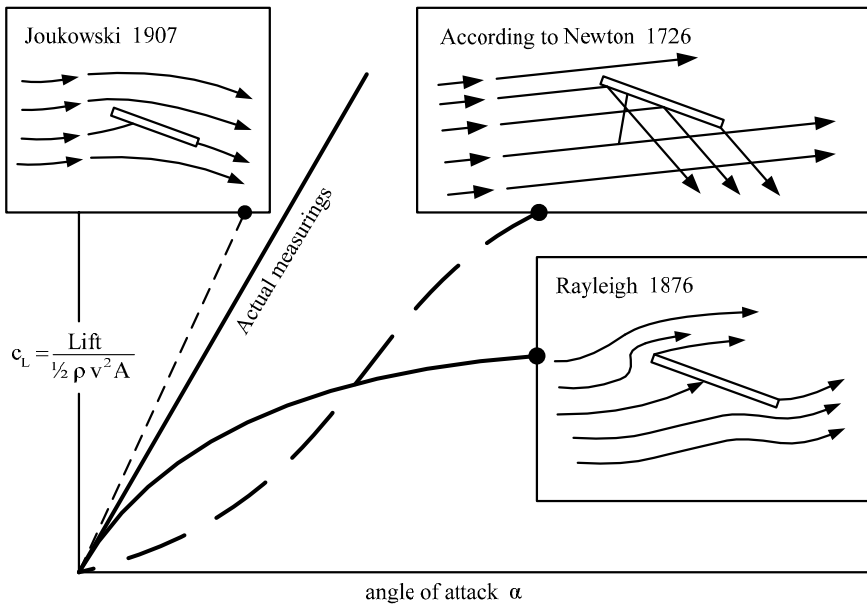 Joukowski 1907
According to Newton 1726
Actual measurings
Rayleigh 1876
c_L = Lift / ½ ρ v² A
angle of attack α